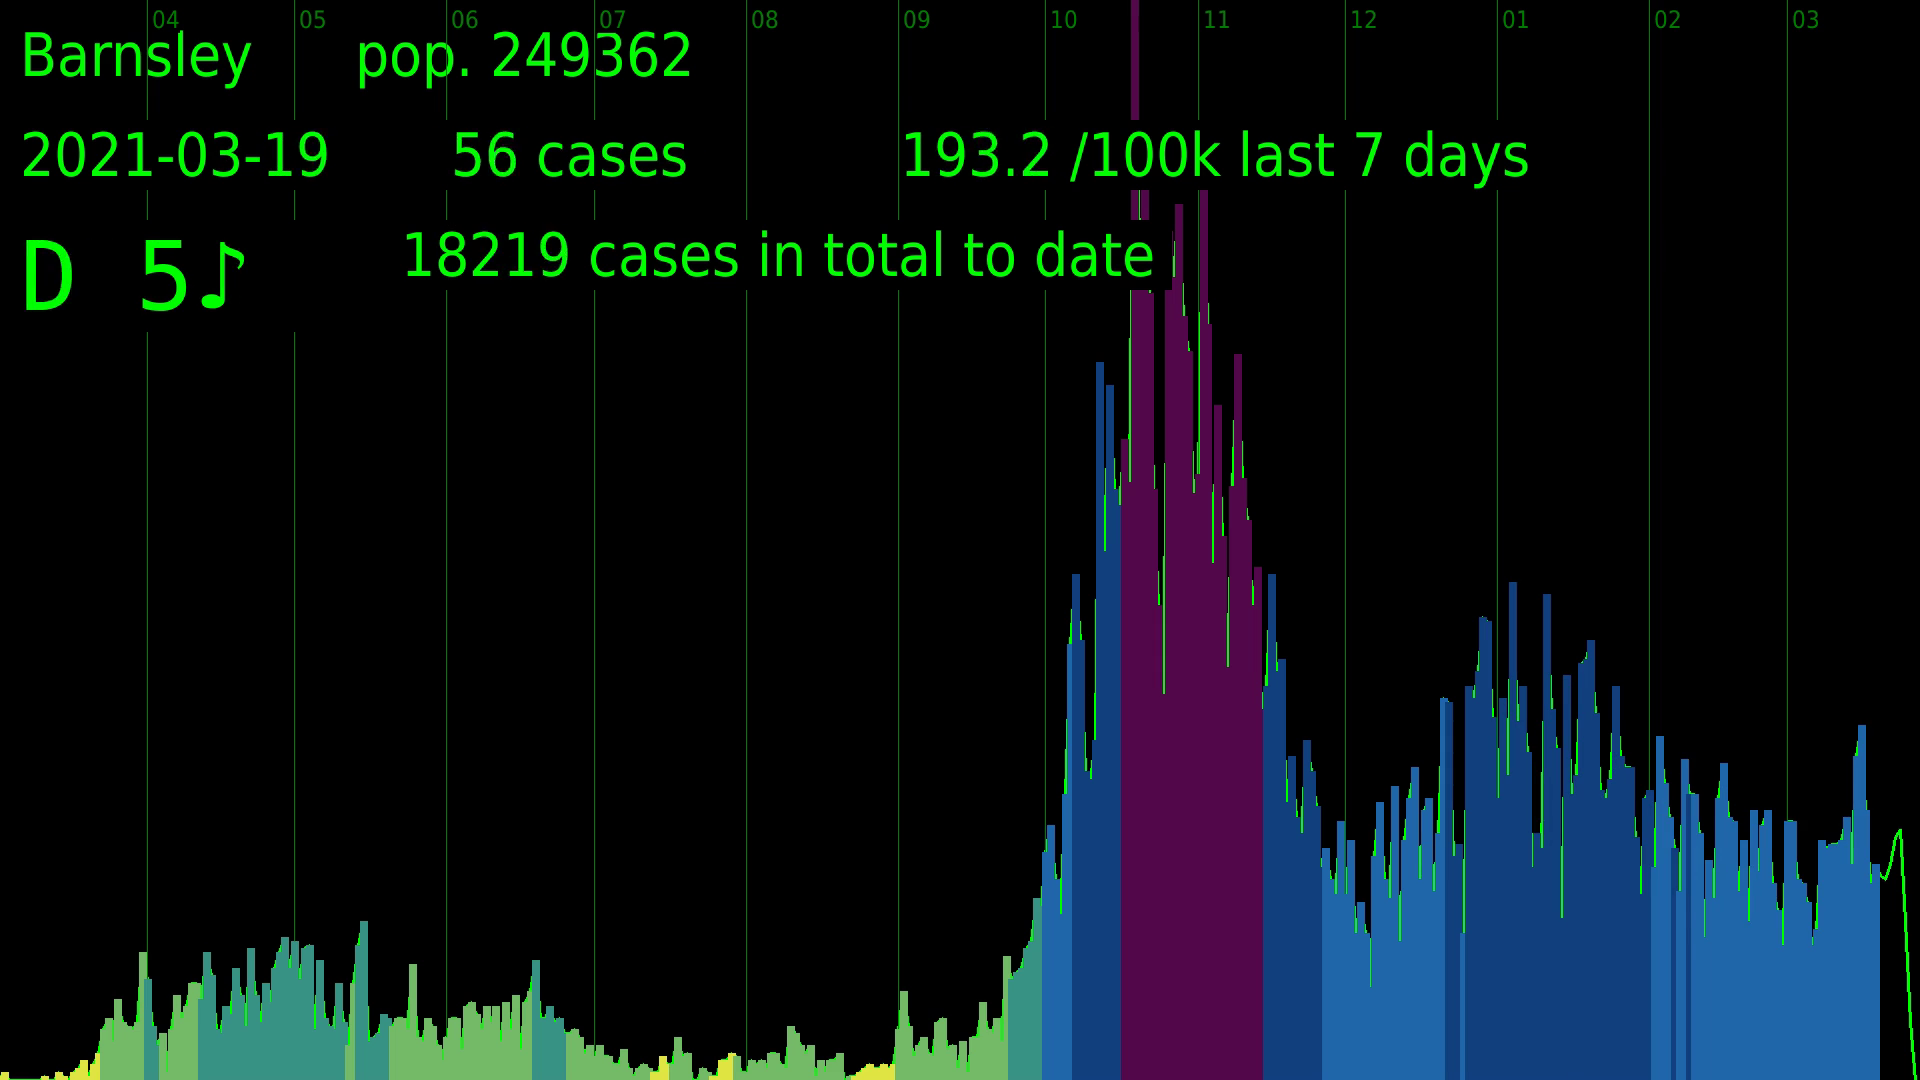 04 05 06 07 08 09 10 11 12 01 02 03
Barnsley pop. 249362
2021-03-19 56 cases 193.2 /100k last 7 days
D 5♪ 18219 cases in total to date